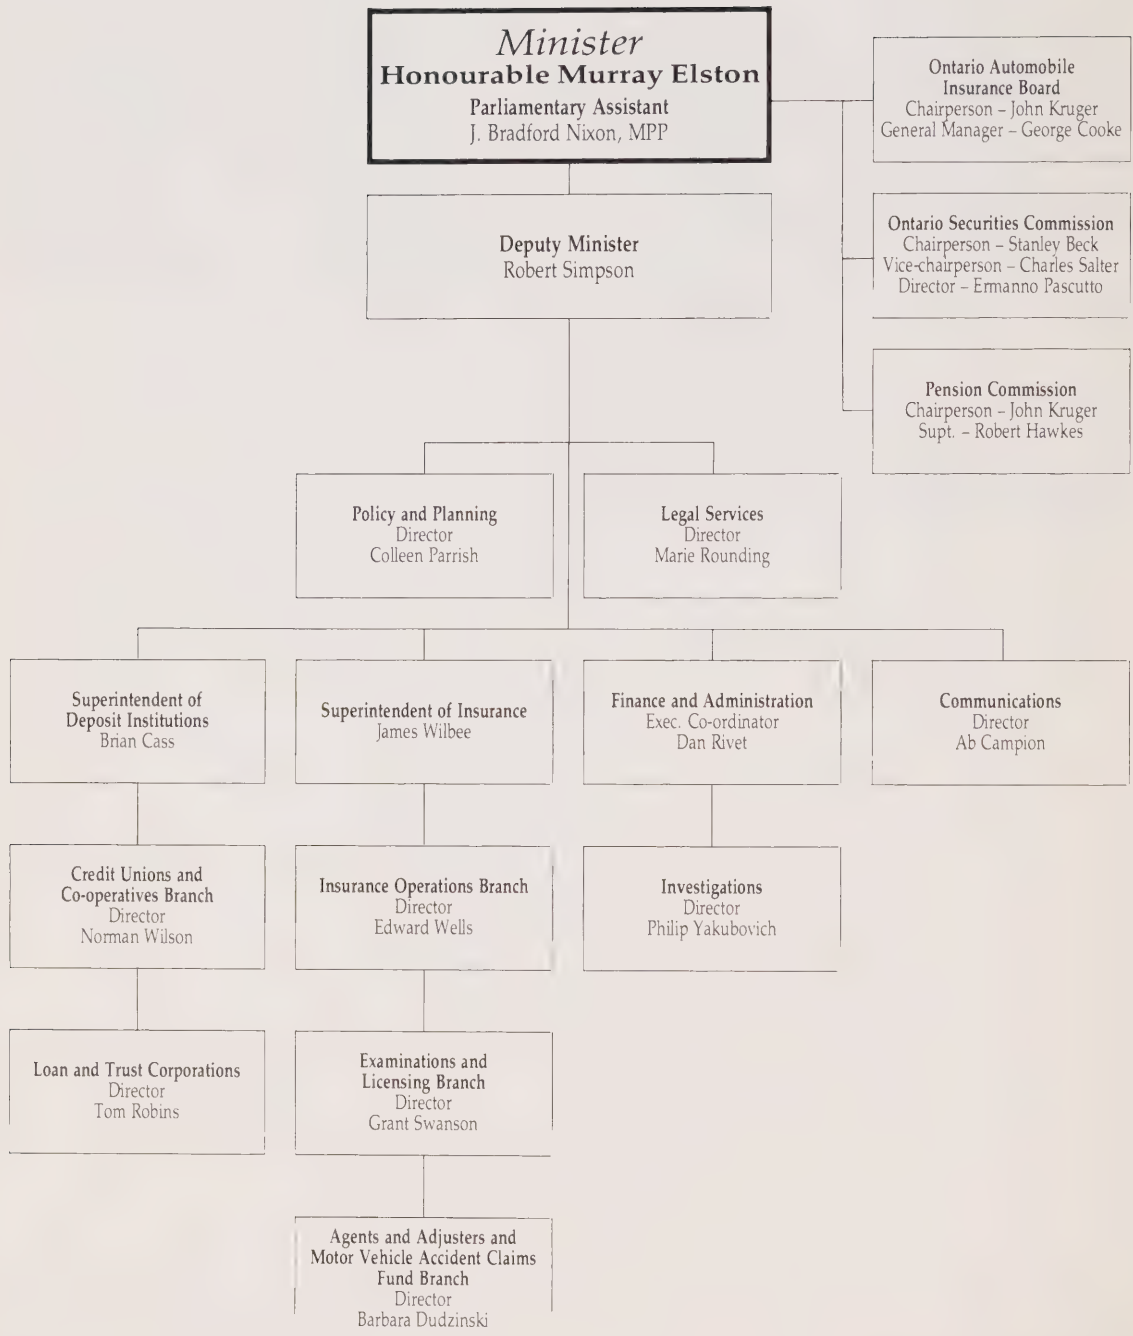 Minister
Honourable Murray Elston
Parliamentary Assistant
J. Bradford Nixon, MPP
Ontario Automobile
Insurance Board
Chairperson – John Kruger
General Manager – George Cooke
Deputy Minister
Robert Simpson
Ontario Securities Commission
Chairperson – Stanley Beck
Vice-chairperson – Charles Salter
Director – Ermanno Pascutto
Pension Commission
Chairperson – John Kruger
Supt. – Robert Hawkes
Policy and Planning
Director
Colleen Parrish
Legal Services
Director
Marie Rounding
Superintendent of
Deposit Institutions
Brian Cass
Superintendent of Insurance
James Wilbee
Finance and Administration
Exec. Co-ordinator
Dan Rivet
Communications
Director
Ab Campion
Credit Unions and
Co-operatives Branch
Director
Norman Wilson
Insurance Operations Branch
Director
Edward Wells
Investigations
Director
Philip Yakubovich
Loan and Trust Corporations
Director
Tom Robins
Examinations and
Licensing Branch
Director
Grant Swanson
Agents and Adjusters and
Motor Vehicle Accident Claims
Fund Branch
Director
Barbara Dudzinski